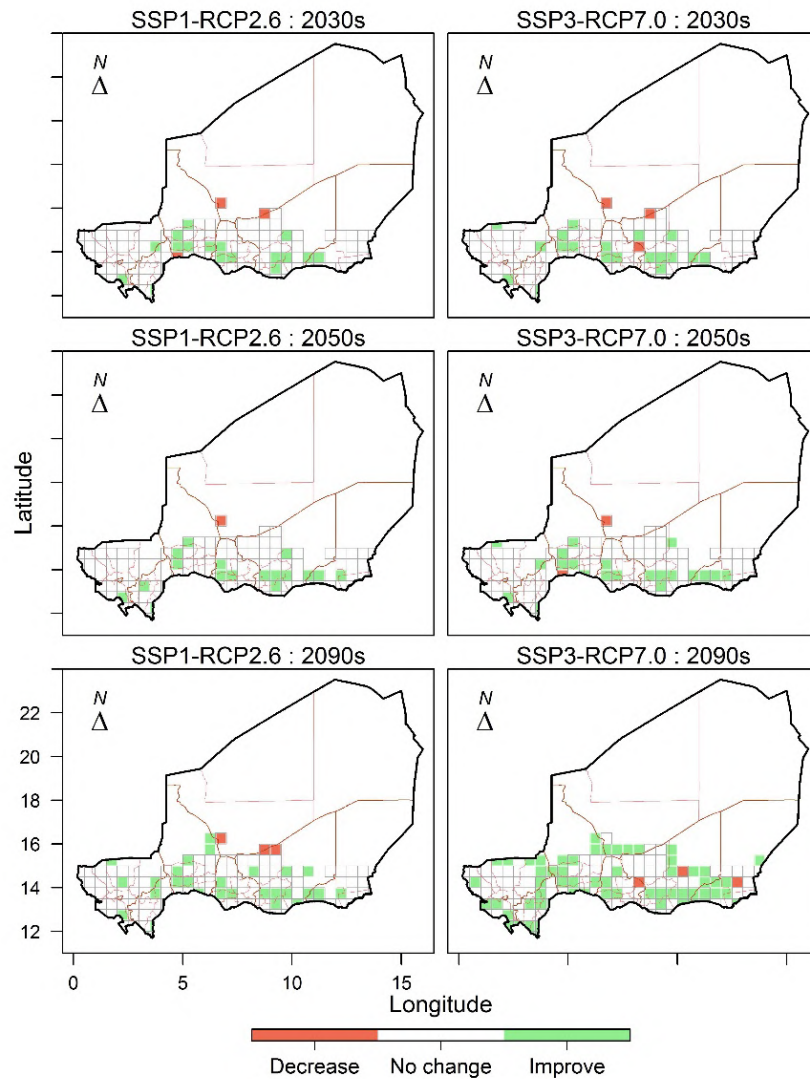 SSP1-RCP2.6 : 2030s
SSP3-RCP7.0 : 2030s
N
Δ
N
Δ
SSP1-RCP2.6 : 2050s
SSP3-RCP7.0 : 2050s
N
Δ
N
Δ
Latitude
SSP1-RCP2.6 : 2090s
SSP3-RCP7.0 : 2090s
N
Δ
N
Δ
22
20
18
16
14
12
0 5 10 15
Longitude
Decrease No change Improve